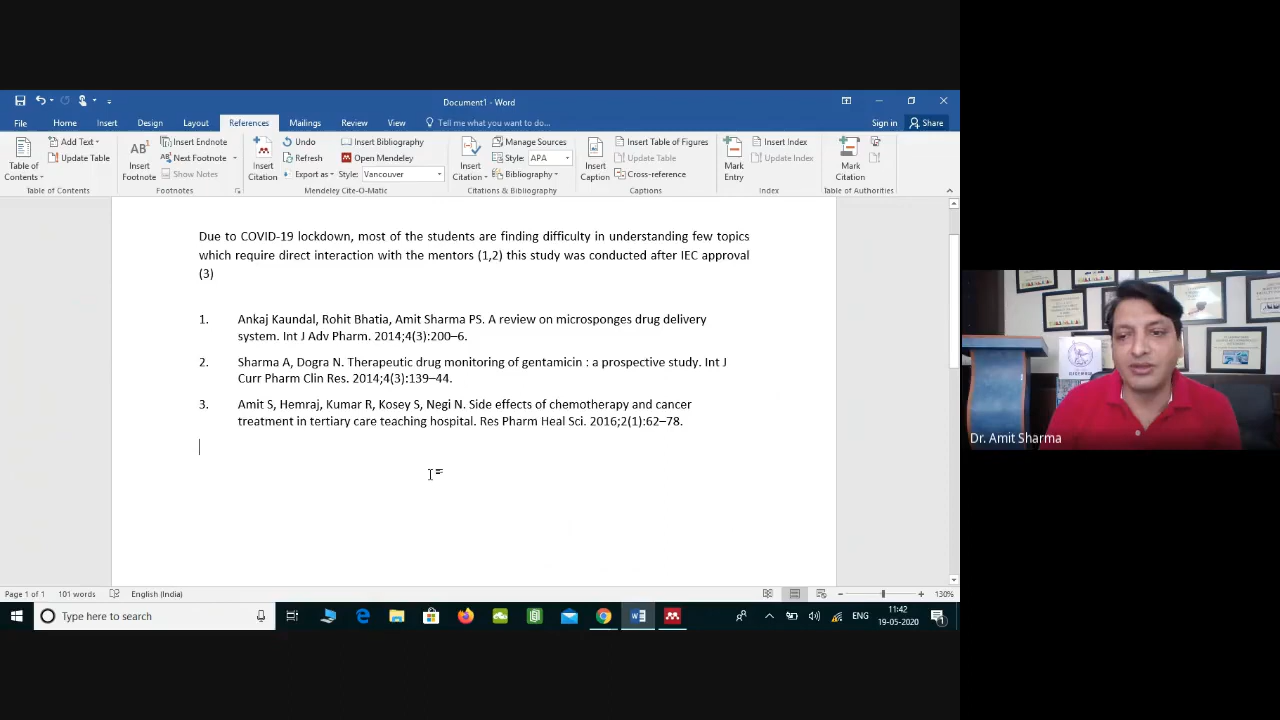 Document1 - Word
Sign in
Share
File
Home
Insert
Design
Layout
References
Mailings
Review
View
Tell me what you want to do...
Table of
Contents
Add Text
Update Table
Table of Contents
AB1
Insert
Footnote
Insert Endnote
Next Footnote
Show Notes
Footnotes
Insert
Citation
Undo
Refresh
Export as
Insert Bibliography
Open Mendeley
Style: Vancouver
Mendeley Cite-O-Matic
Insert
Citation
Manage Sources
Style: APA
Bibliography
Citations & Bibliography
Insert
Caption
Insert Table of Figures
Update Table
Cross-reference
Captions
Mark
Entry
Insert Index
Update Index
Index
Mark
Citation
Table of Authorities
Due to COVID-19 lockdown, most of the students are finding difficulty in understanding few topics
which require direct interaction with the mentors (1,2) this study was conducted after IEC approval
(3)
1. Ankaj Kaundal, Rohit Bhatia, Amit Sharma PS. A review on microsponges drug delivery
system. Int J Adv Pharm. 2014;4(3):200–6.
2. Sharma A, Dogra N. Therapeutic drug monitoring of gentamicin : a prospective study. Int J
Curr Pharm Clin Res. 2014;4(3):139–44.
3. Amit S, Hemraj, Kumar R, Kosey S, Negi N. Side effects of chemotherapy and cancer
treatment in tertiary care teaching hospital. Res Pharm Heal Sci. 2016;2(1):62–78.
Dr. Amit Sharma
Page 1 of 1
101 words
English (India)
130%
Type here to search
ENG
11:42
19-05-2020
1